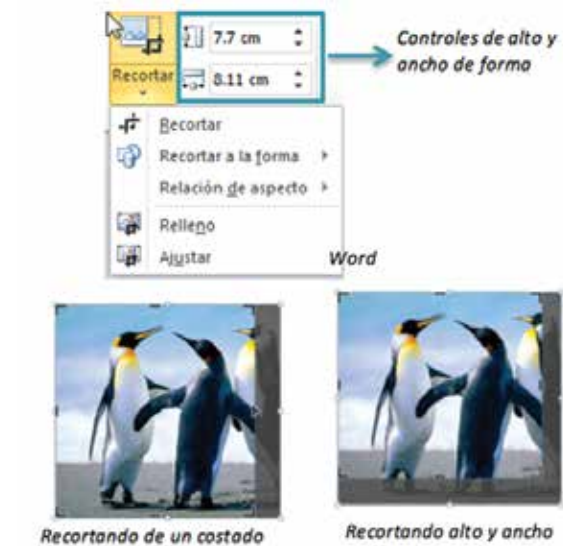 7.7 cm
Controles de alto y
ancho de forma
Recortar
8.11 cm
Recortar
Recortar a la forma
Relación de aspecto
Relleno
Ajustar
Word
Recortando de un costado
Recortando alto y ancho